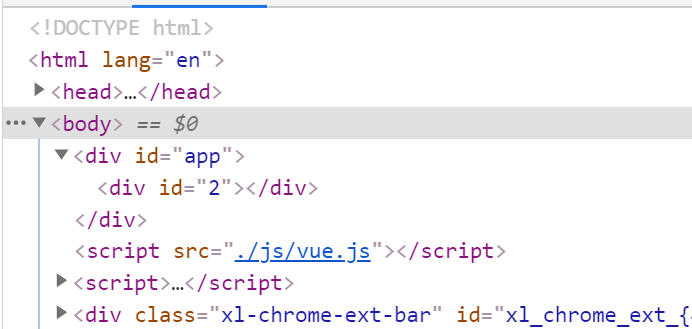 <!DOCTYPE html>
<html lang="en">
▶<head>…</head>
…▼<body> == $0
▼<div id="app">
<div id="2"></div>
</div>
<script src="./js/vue.js"></script>
▶<script>…</script>
▶<div class="xl-chrome-ext-bar" id="xl_chrome_ext_{